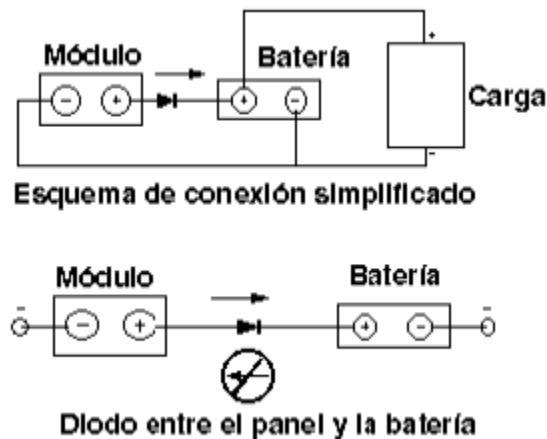 Módulo
Batería
- +
+ -
+
-
Carga
Esquema de conexión simplificado
Módulo
Batería
- - + + - -
Diodo entre el panel y la batería